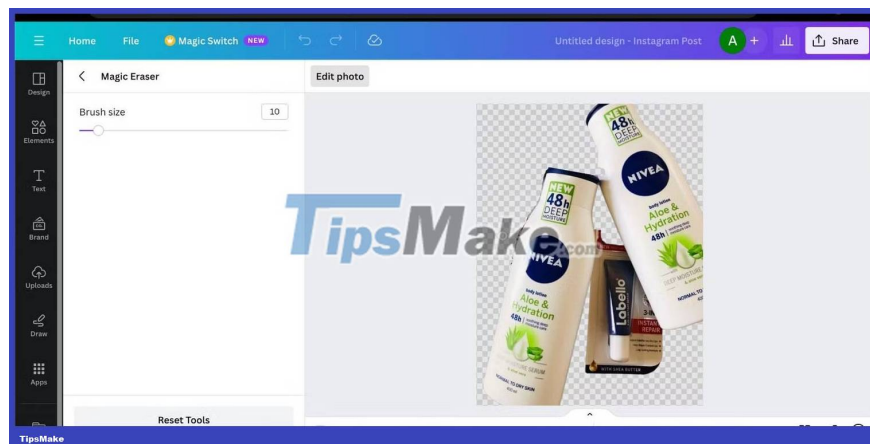 Home File Magic Switch NEW Untitled design - Instagram Post A + Share
Design
Elements
Text
Brand
Uploads
Draw
Apps
Magic Eraser
Brush size 10
Reset Tools
Edit photo
NEW
48h
DEEP
MOISTURE
NIVEA
body lotion
Aloe &
Hydration
48h
NORMAL TO DRY SKIN
NEW
48h
DEEP
NIVEA
body lotion
Aloe &
Hydration
48h
DEEP MOISTURE
NORMAL TO
Labello
3-IN
INSTANT
REPAIR
WITH SHEA BUTTER
TipsMake.com
TipsMake